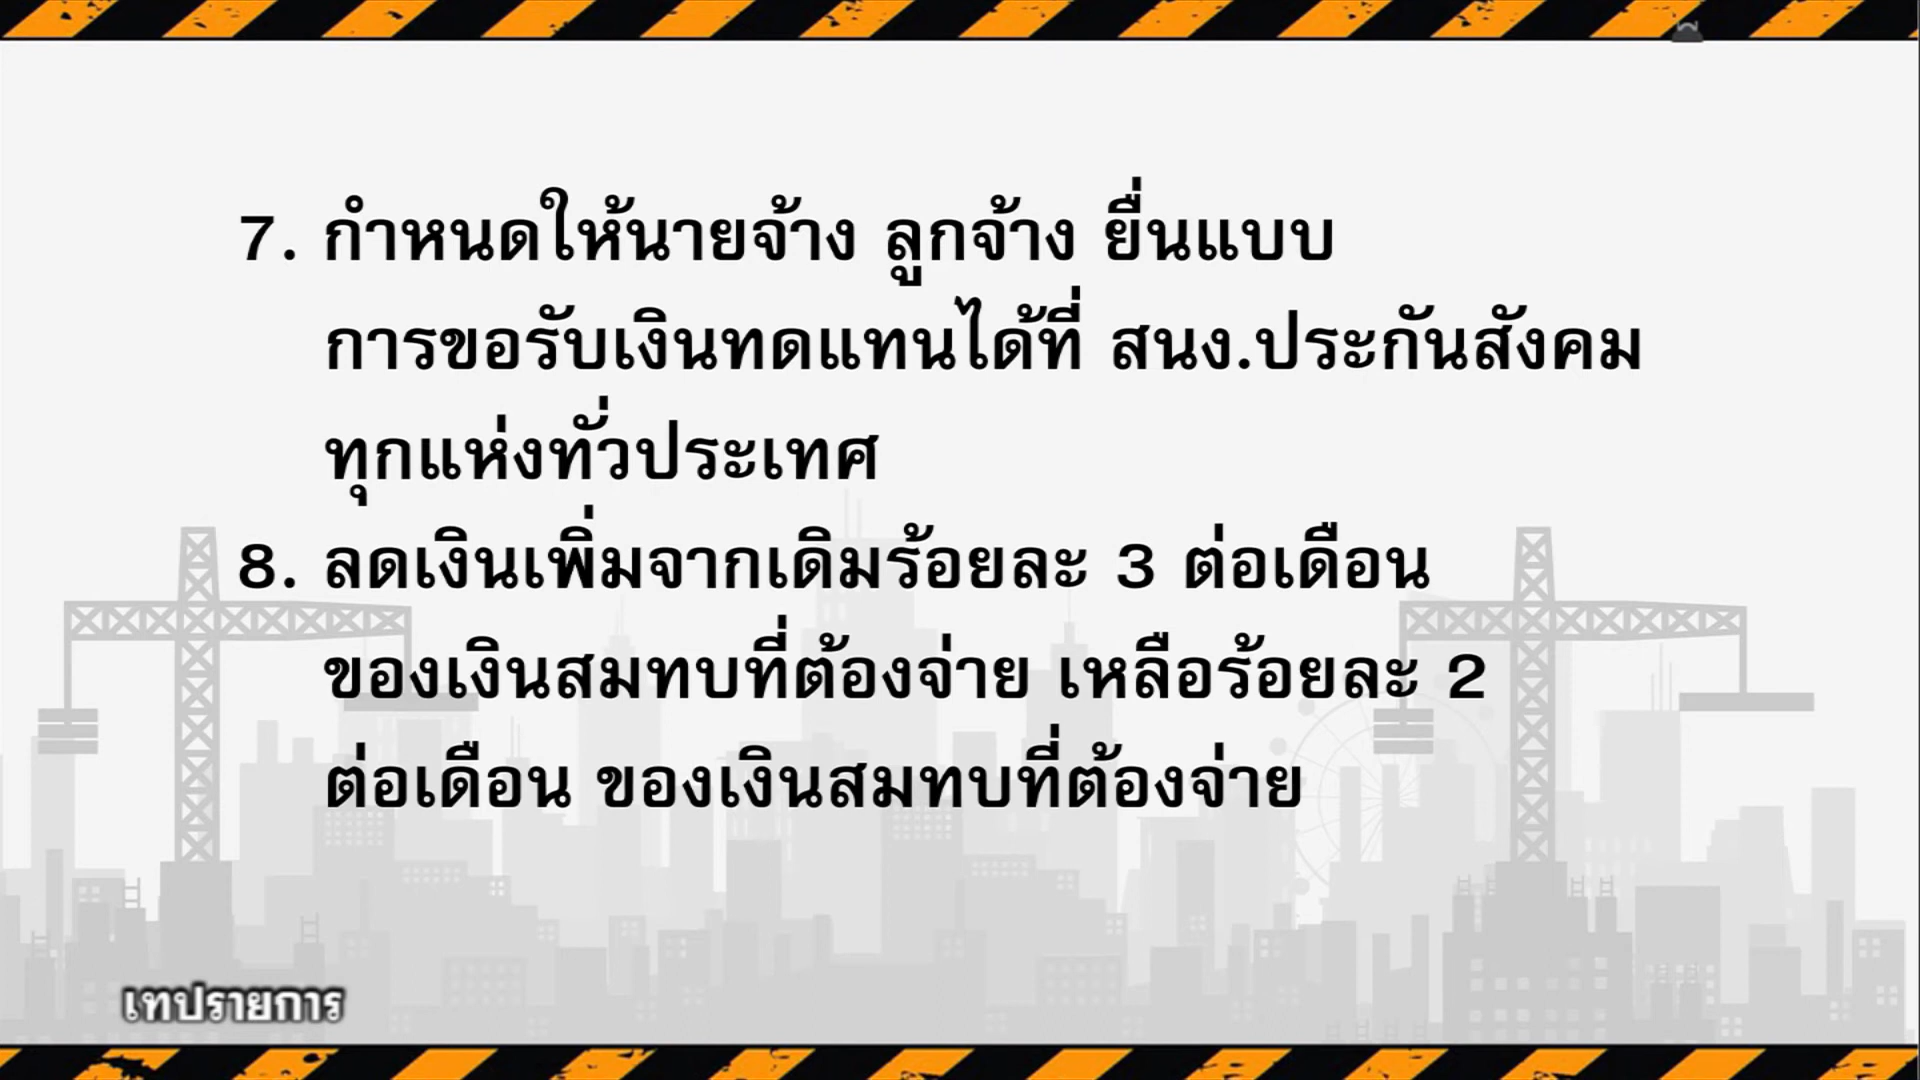 7. กำหนดให้นายจ้าง ลูกจ้าง ยื่นแบบ
การขอรับเงินทดแทนได้ที่ สนง.ประกันสังคม
ทุกแห่งทั่วประเทศ
8. ลดเงินเพิ่มจากเดิมร้อยละ 3 ต่อเดือน
ของเงินสมทบที่ต้องจ่าย เหลือร้อยละ 2
ต่อเดือน ของเงินสมทบที่ต้องจ่าย
เทปรายการ